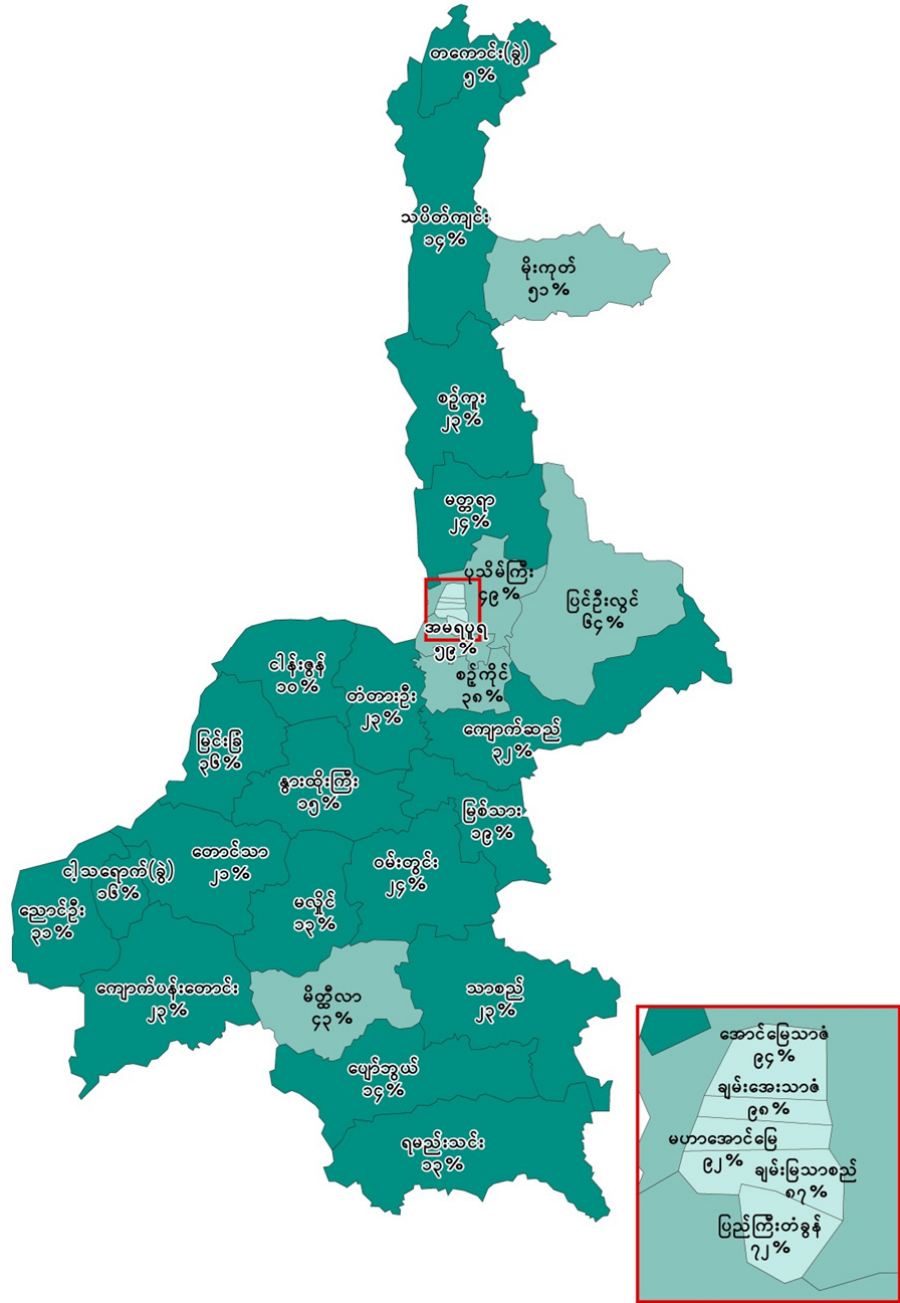 တကောင်း(ခွဲ)
၅%
သပိတ်ကျင်း
၁၄%
မိုးကုတ်
၅၁%
စဉ့်ကူး
၂၃%
မတ္တရာ
၂၄%
ပုသိမ်ကြီး
၄၉%
ပြင်ဦးလွင်
၆၄%
အမရပူရ
၅၉%
စဉ့်ကိုင်
၃၈%
ငါန်းဇွန်
၁၀%
တံတားဦး
၂၃%
ကျောက်ဆည်
၃၂%
မြင်းခြံ
၃၆%
နွားထိုးကြီး
၁၅%
မြစ်သား
၁၉%
တောင်သာ
၂၁%
ဝမ်းတွင်း
၂၄%
ငါ့သရောက်(ခွဲ)
၁၆%
မလှိုင်
၁၃%
ညောင်ဦး
၃၁%
ကျောက်ပန်းတောင်း
၂၃%
မိတ္ထီလာ
၄၃%
သာစည်
၂၃%
ပျော်ဘွယ်
၁၄%
ရမည်းသင်း
၁၃%
အောင်မြေသာဇံ
၉၄%
ချမ်းအေးသာဇံ
၉၈%
မဟာအောင်မြေ
၉၂%
ချမ်းမြသာစည်
၈၇%
ပြည်ကြီးတံခွန်
၇၂%